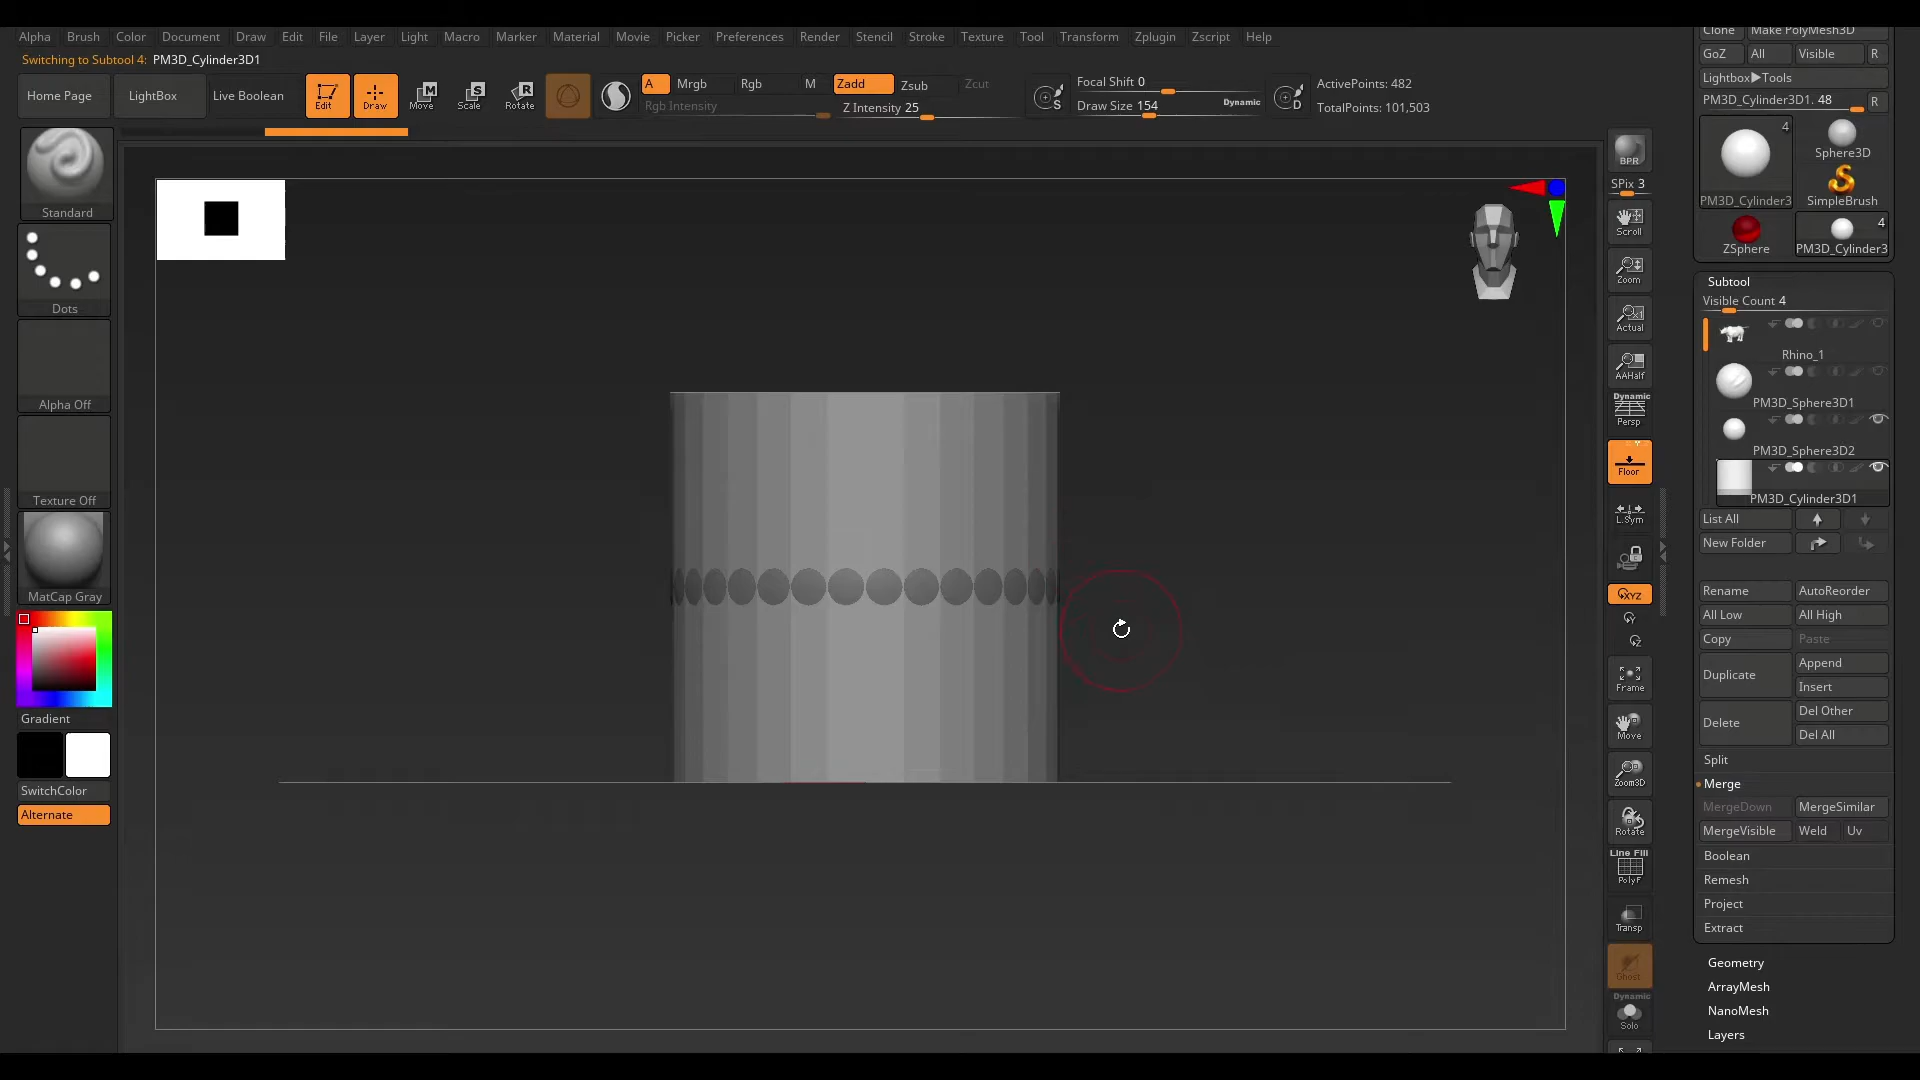 Alpha Brush Color Document Draw Edit File Layer Light Macro Marker Material Movie Picker Preferences Render Stencil Stroke Texture Tool Transform Zplugin Zscript Help
Switching to Subtool 4: PM3D_Cylinder3D1
Home Page
LightBox
Live Boolean
Edit
Draw
Move
Scale
Rotate
A
Mrgb
Rgb
M
Zadd
Zsub
Zcut
Rgb Intensity
Z Intensity 25
S
Focal Shift 0
Draw Size 154
Dynamic
D
ActivePoints: 482
TotalPoints: 101,503
Standard
Dots
Alpha Off
Texture Off
MatCap Gray
Gradient
SwitchColor
Alternate
BPR
SPix 3
Scroll
Zoom
Actual
AAHalf
Dynamic
Persp
Floor
L.Sym
XYZ
Frame
Move
Zoom3D
Rotate
Line Fill
PolyF
Transp
Ghost
Dynamic
Solo
Clone
Make PolyMesh3D
GoZ
All
Visible
R
Lightbox▶Tools
PM3D_Cylinder3D1. 48
R
4
PM3D_Cylinder3
Sphere3D
SimpleBrush
ZSphere
4
PM3D_Cylinder3
Subtool
Visible Count 4
Rhino_1
PM3D_Sphere3D1
PM3D_Sphere3D2
PM3D_Cylinder3D1
List All
New Folder
Rename
AutoReorder
All Low
All High
Copy
Paste
Duplicate
Append
Insert
Delete
Del Other
Del All
Split
Merge
MergeDown
MergeSimilar
MergeVisible
Weld
Uv
Boolean
Remesh
Project
Extract
Geometry
ArrayMesh
NanoMesh
Layers